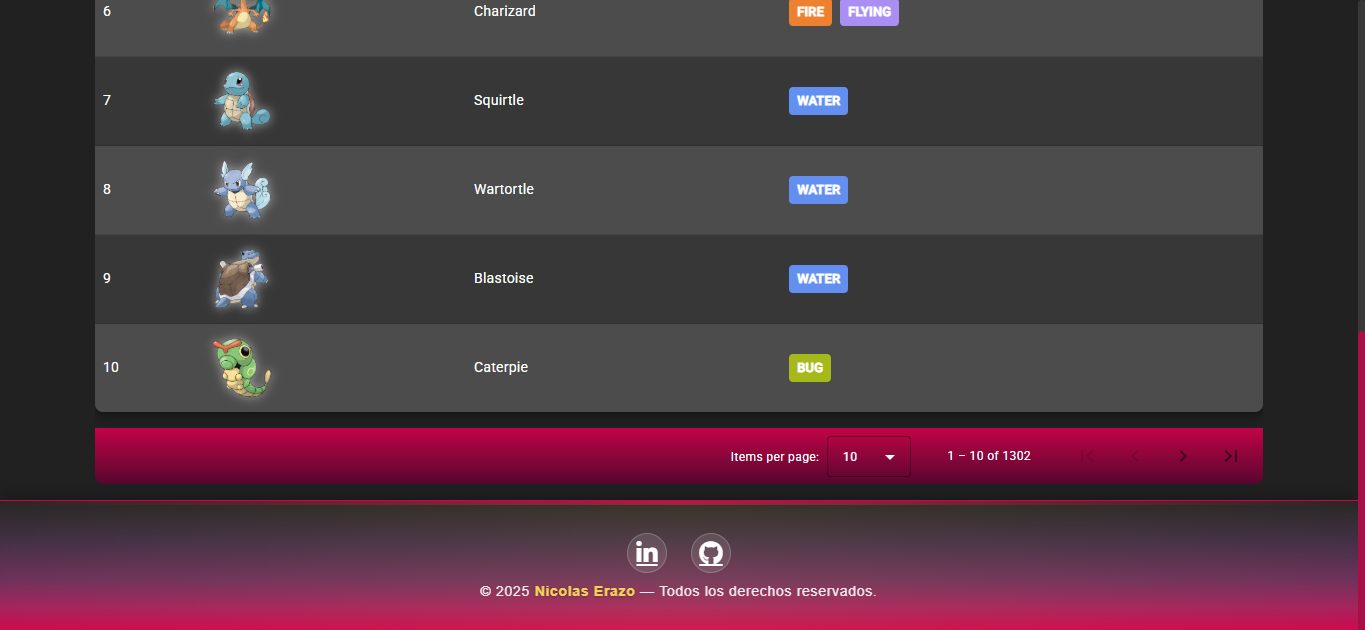 6 Charizard FIRE FLYING
7 Squirtle WATER
8 Wartortle WATER
9 Blastoise WATER
10 Caterpie BUG
Items per page: 10 1 – 10 of 1302
in
© 2025 Nicolas Erazo — Todos los derechos reservados.